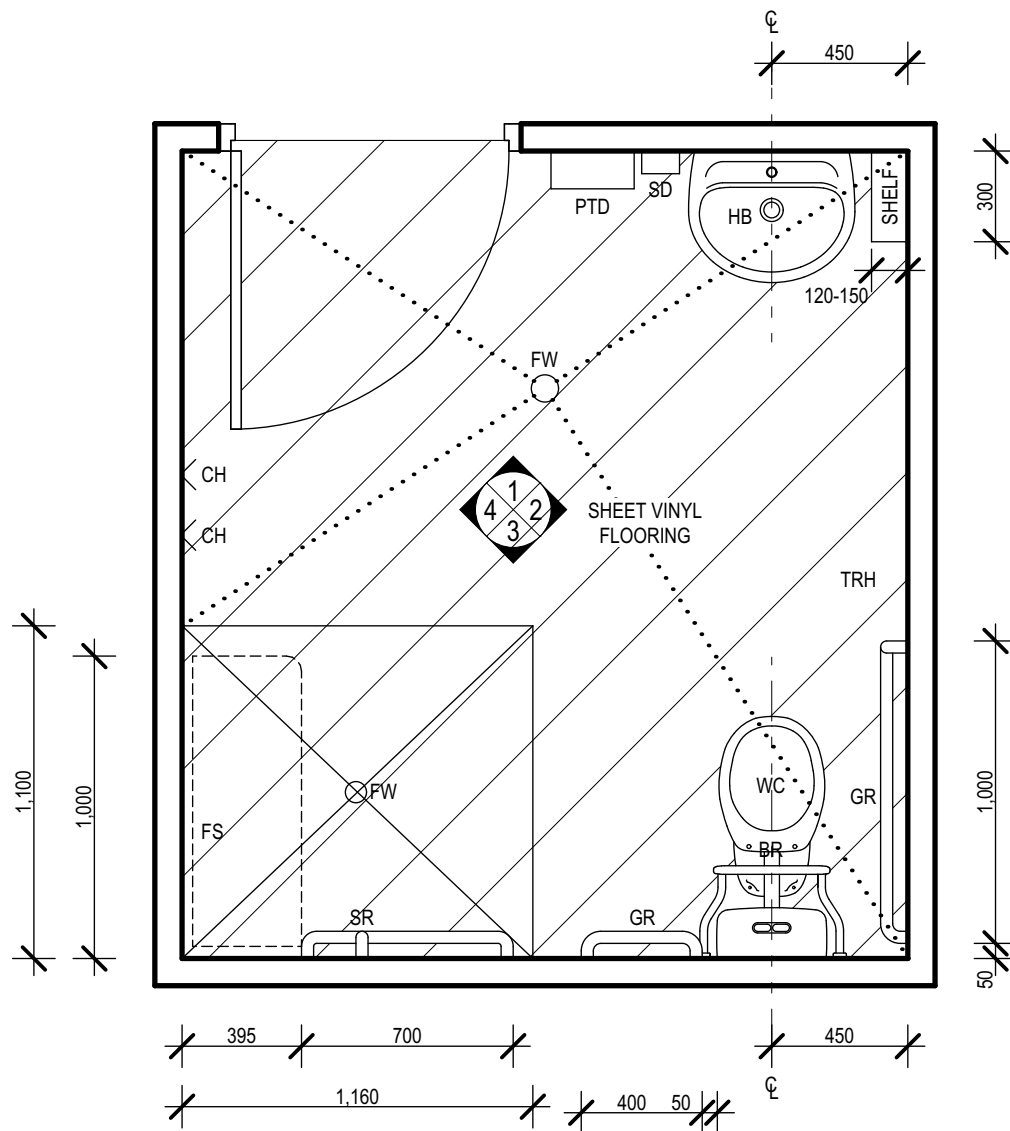 ℄
450
SHELF
300
PTD
SD
HB
120-150
FW
CH
1
4
2
3
SHEET VINYL
FLOORING
CH
TRH
1,100
1,000
FW
WC
GR
1,000
FS
BR
SR
GR
50
395
700
450
℄
1,160
400
50